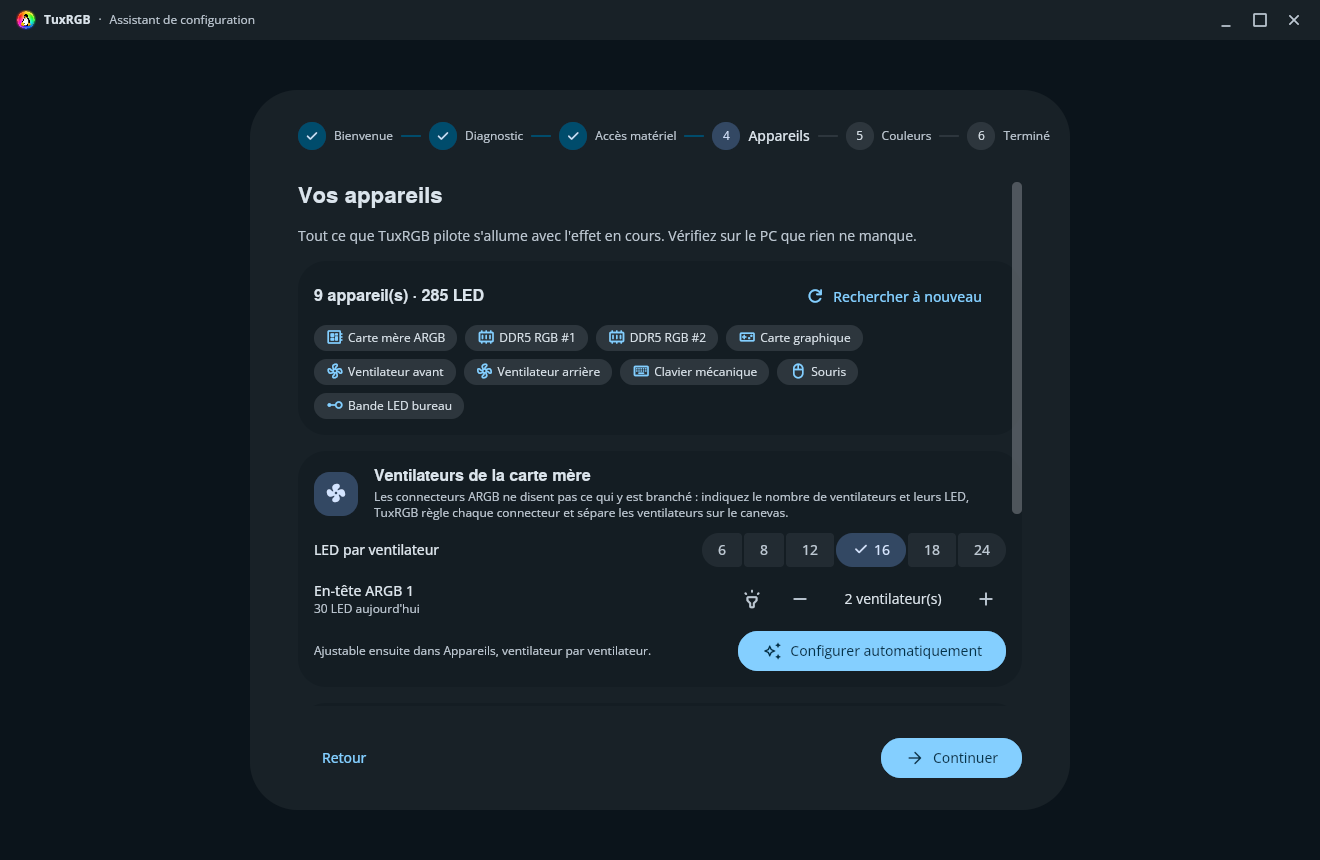 TuxRGB · Assistant de configuration
Bienvenue Diagnostic Accès matériel 4 Appareils 5 Couleurs 6 Terminé
Vos appareils
Tout ce que TuxRGB pilote s'allume avec l'effet en cours. Vérifiez sur le PC que rien ne manque.
9 appareil(s) · 285 LED
Rechercher à nouveau
Carte mère ARGB DDR5 RGB #1 DDR5 RGB #2 Carte graphique
Ventilateur avant Ventilateur arrière Clavier mécanique Souris
Bande LED bureau
Ventilateurs de la carte mère
Les connecteurs ARGB ne disent pas ce qui y est branché : indiquez le nombre de ventilateurs et leurs LED,
TuxRGB règle chaque connecteur et sépare les ventilateurs sur le canevas.
LED par ventilateur 6 8 12 16 18 24
En-tête ARGB 1
30 LED aujourd'hui
2 ventilateur(s)
Ajustable ensuite dans Appareils, ventilateur par ventilateur.
Configurer automatiquement
Retour
Continuer